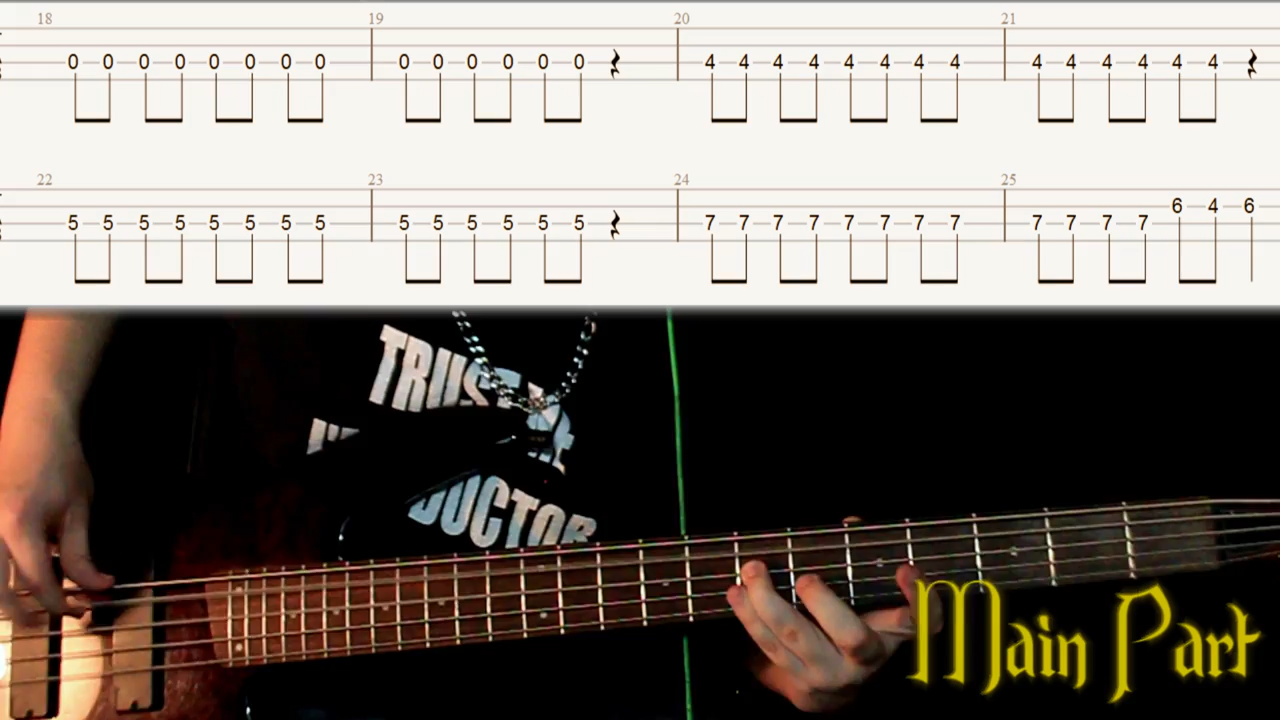 18 19 20 21
0 0 0 0 0 0 0 0 0 0 0 0 0 0 4 4 4 4 4 4 4 4 4 4 4 4 4 4
22 23 24 25
6 4 6
5 5 5 5 5 5 5 5 5 5 5 5 5 5 7 7 7 7 7 7 7 7 7 7 7 7
TRUST
DOCTOR
Main Part